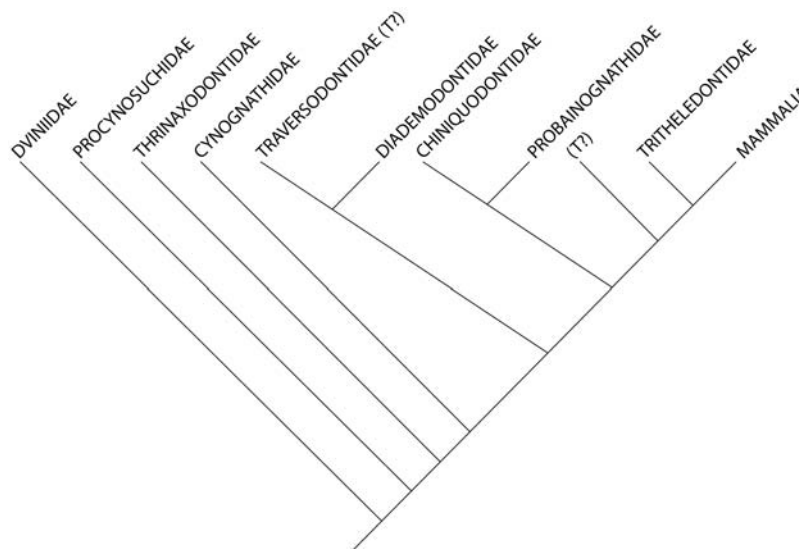 DVINIIDAE
PROCYNOSUCHIDAE
THRINAXODONTIDAE
CYNOGNATHIDAE
TRAVERSODONTIDAE (T?)
DIADEMODONTIDAE
CHINIQUODONTIDAE
PROBAINOGNATHIDAE
(T?)
TRITHELEDONTIDAE
MAMMALIA